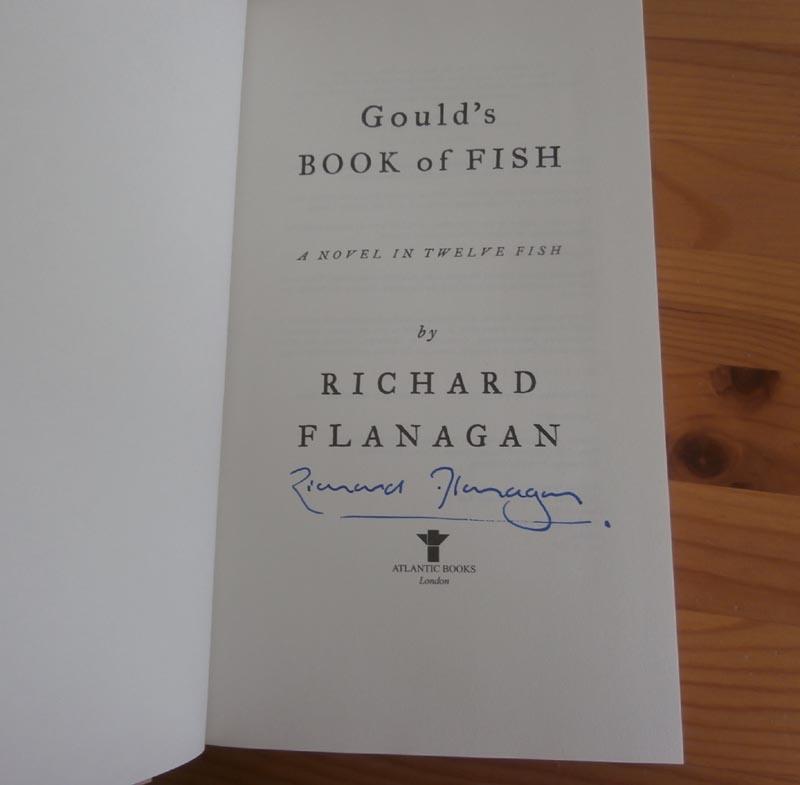 Gould's
BOOK of FISH
A NOVEL IN TWELVE FISH
by
RICHARD
FLANAGAN
Richard Flanagan
ATLANTIC BOOKS
London